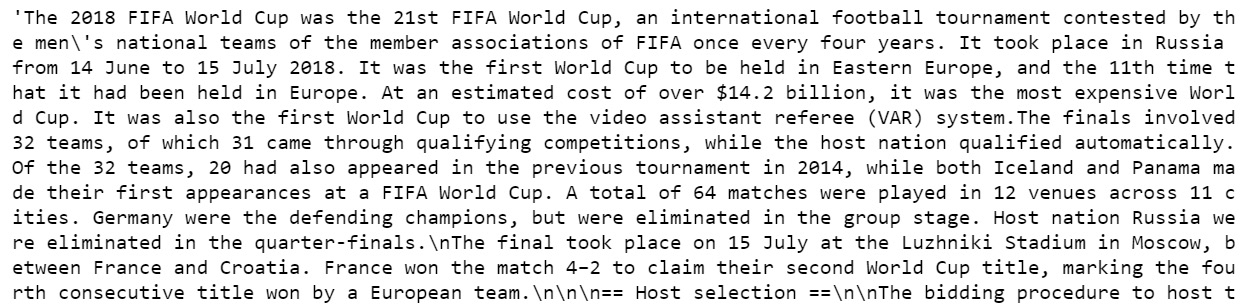 'The 2018 FIFA World Cup was the 21st FIFA World Cup, an international football tournament contested by th
e men\'s national teams of the member associations of FIFA once every four years. It took place in Russia
from 14 June to 15 July 2018. It was the first World Cup to be held in Eastern Europe, and the 11th time t
hat it had been held in Europe. At an estimated cost of over $14.2 billion, it was the most expensive Worl
d Cup. It was also the first World Cup to use the video assistant referee (VAR) system.The finals involved
32 teams, of which 31 came through qualifying competitions, while the host nation qualified automatically.
Of the 32 teams, 20 had also appeared in the previous tournament in 2014, while both Iceland and Panama ma
de their first appearances at a FIFA World Cup. A total of 64 matches were played in 12 venues across 11 c
ities. Germany were the defending champions, but were eliminated in the group stage. Host nation Russia we
re eliminated in the quarter-finals.\nThe final took place on 15 July at the Luzhniki Stadium in Moscow, b
etween France and Croatia. France won the match 4–2 to claim their second World Cup title, marking the fou
rth consecutive title won by a European team.\n\n\n== Host selection ==\n\nThe bidding procedure to host t